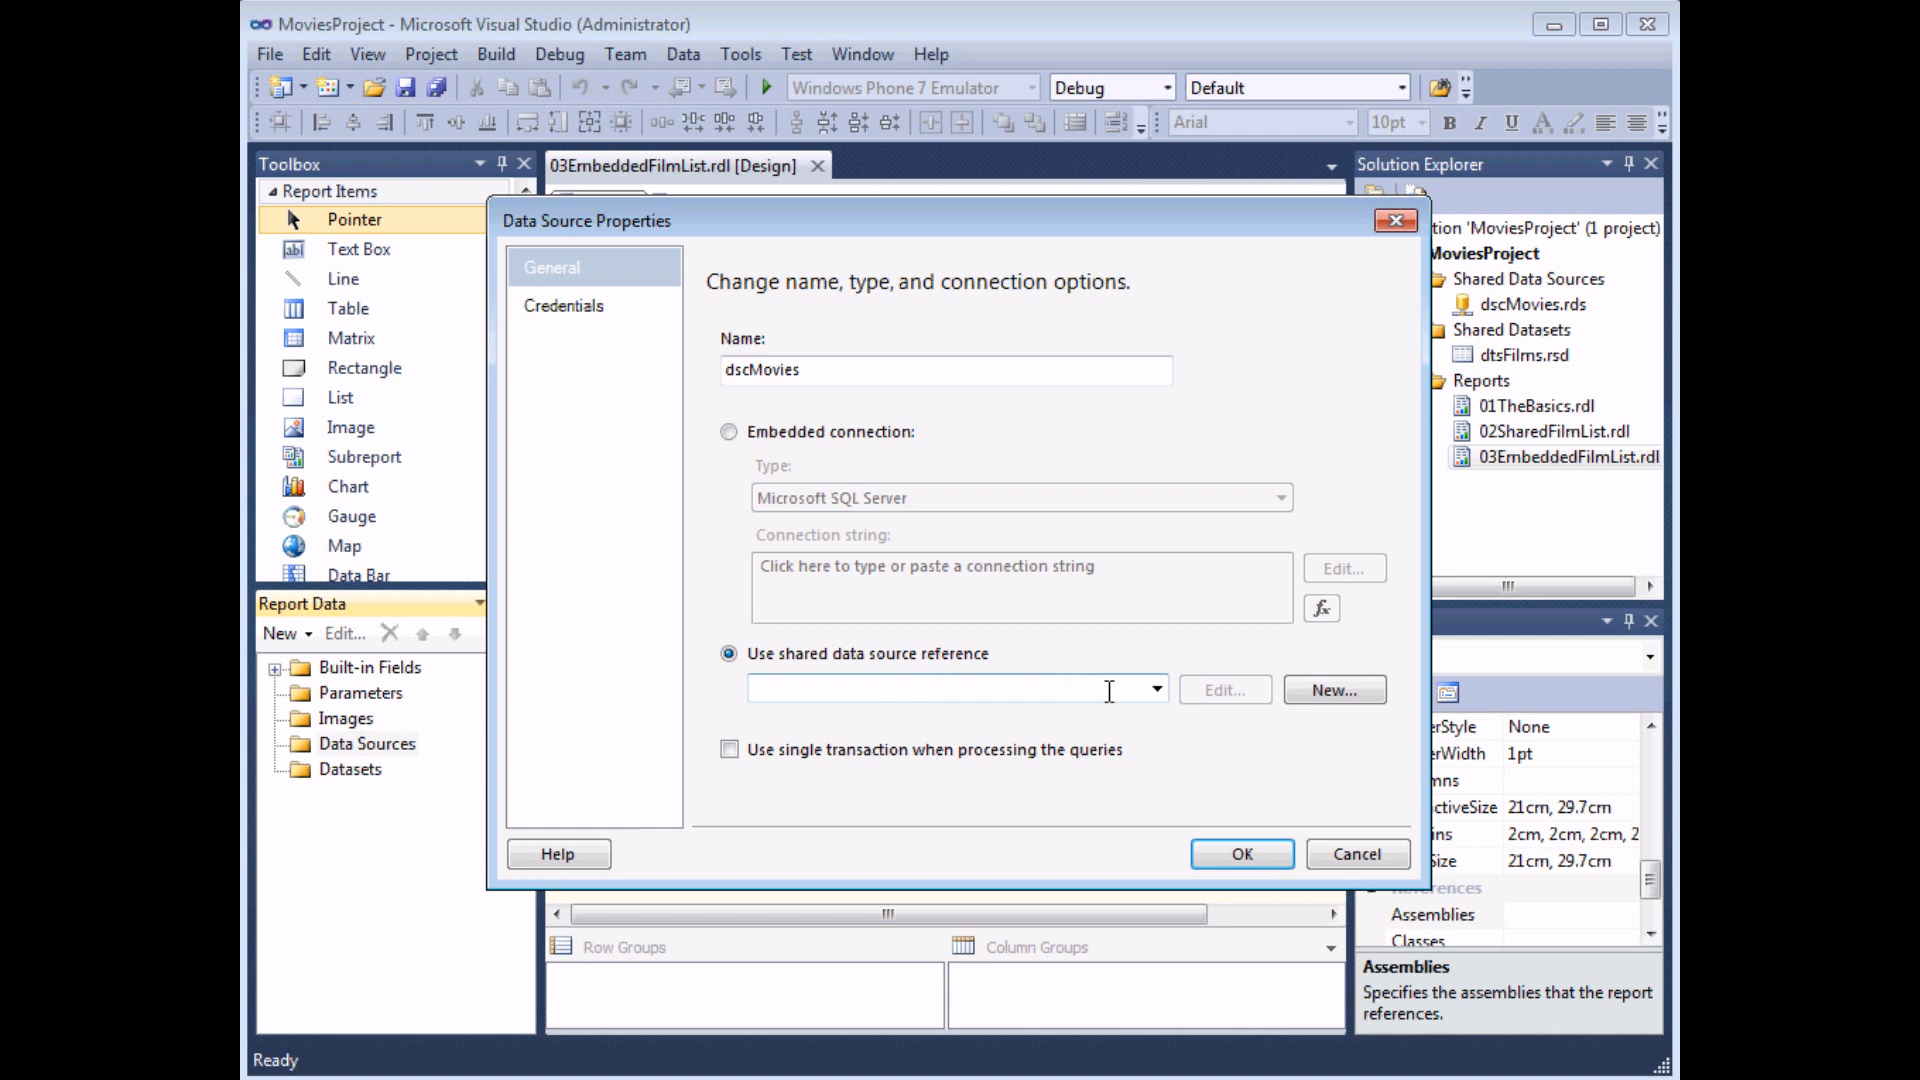 MoviesProject - Microsoft Visual Studio (Administrator)
File Edit View Project Build Debug Team Data Tools Test Window Help
Windows Phone 7 Emulator Debug Default
Arial 10pt B I U A
Toolbox
Report Items
Pointer
abl Text Box
Line
Table
Matrix
Rectangle
List
Image
Subreport
Chart
Gauge
Map
Data Bar
Report Data
New Edit...
Built-in Fields
Parameters
Images
Data Sources
Datasets
03EmbeddedFilmList.rdl [Design]
Data Source Properties
General
Credentials
Change name, type, and connection options.
Name:
dscMovies
Embedded connection:
Type:
Microsoft SQL Server
Connection string:
Click here to type or paste a connection string
Edit...
fx
Use shared data source reference
Edit... New...
Use single transaction when processing the queries
Help OK Cancel
Row Groups Column Groups
Solution Explorer
tion 'MoviesProject' (1 project)
MoviesProject
Shared Data Sources
dscMovies.rds
Shared Datasets
dtsFilms.rsd
Reports
01TheBasics.rdl
02SharedFilmList.rdl
03EmbeddedFilmList.rdl
erStyle None
erWidth 1pt
mns
ctiveSize 21cm, 29.7cm
ins 2cm, 2cm, 2cm, 2
Size 21cm, 29.7cm
References
Assemblies
Classes
Assemblies
Specifies the assemblies that the report
references.
Ready